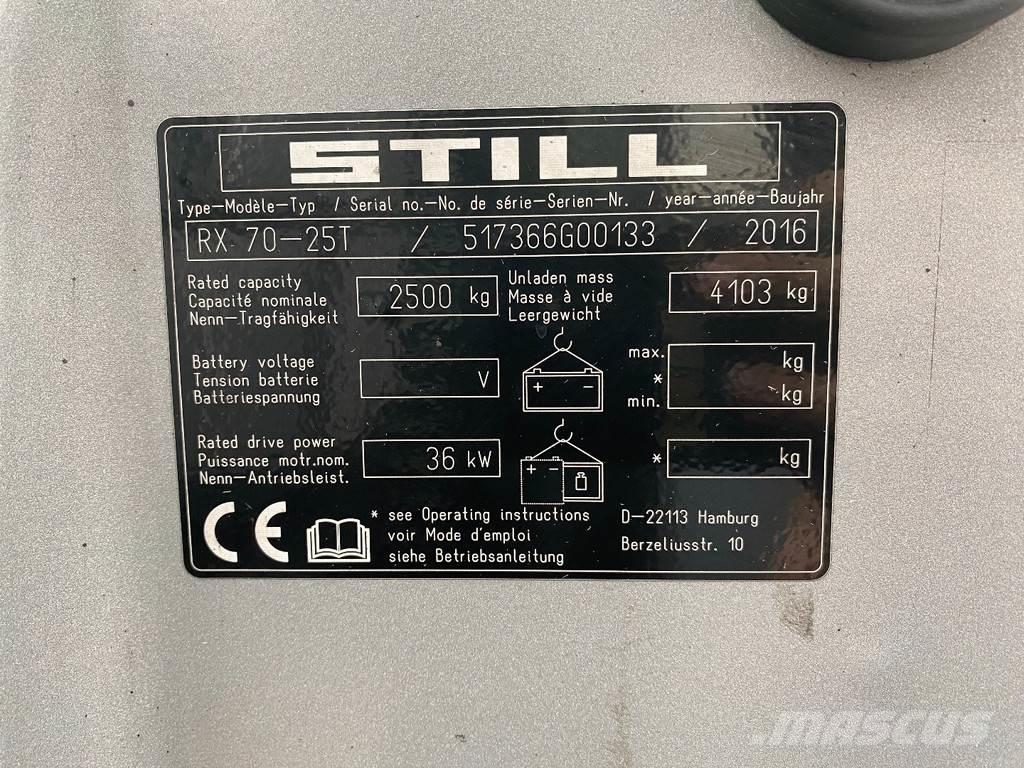 STILL
Type-Modèle-Typ / Serial no.-No. de série-Serien-Nr. / year-année-Baujahr
RX 70-25T / 517366G00133 / 2016
Rated capacity
Capacité nominale
Nenn-Tragfähigkeit
2500 kg
Unladen mass
Masse à vide
Leergewicht
4103 kg
Battery voltage
Tension batterie
Batteriespannung
V
+ -
max. kg
*
min. kg
Rated drive power
Puissance motr.nom.
Nenn-Antriebsleist.
36 kW
+ -
* kg
CE
* see Operating instructions
voir Mode d'emploi
siehe Betriebsanleitung
D-22113 Hamburg
Berzeliusstr. 10
MASCUS